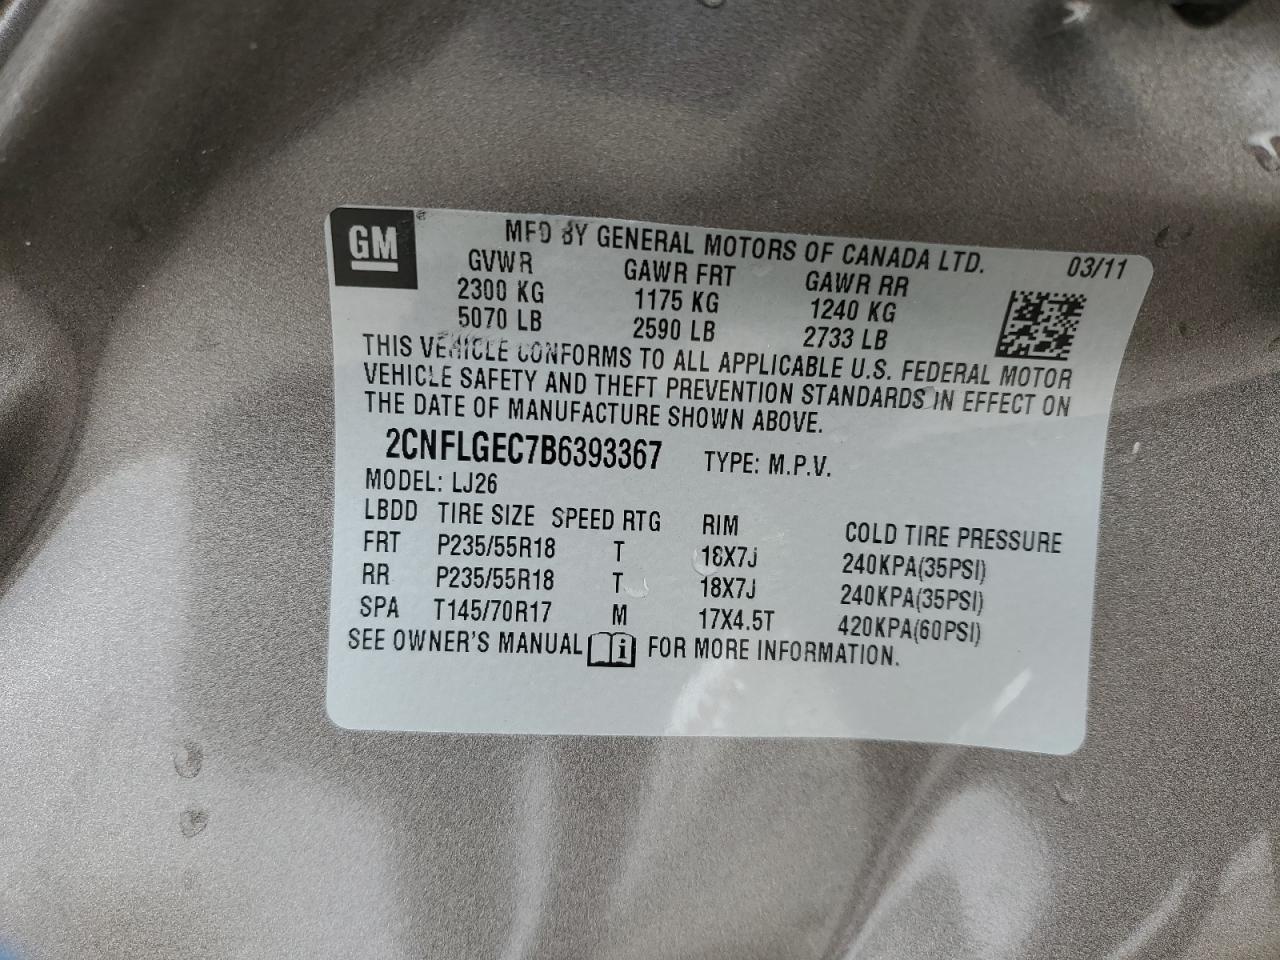 GM®
MFD BY GENERAL MOTORS OF CANADA LTD. 03/11
GVWR GAWR FRT GAWR RR
2300 KG 1175 KG 1240 KG
5070 LB 2590 LB 2733 LB
THIS VEHICLE CONFORMS TO ALL APPLICABLE U.S. FEDERAL MOTOR
VEHICLE SAFETY AND THEFT PREVENTION STANDARDS IN EFFECT ON
THE DATE OF MANUFACTURE SHOWN ABOVE.
2CNFLGEC7B6393367 TYPE: M.P.V.
MODEL: LJ26
LBDD TIRE SIZE SPEED RTG RIM COLD TIRE PRESSURE
FRT P235/55R18 T 18X7J 240KPA(35PSI)
RR P235/55R18 T 18X7J 240KPA(35PSI)
SPA T145/70R17 M 17X4.5T 420KPA(60PSI)
SEE OWNER'S MANUAL i FOR MORE INFORMATION.